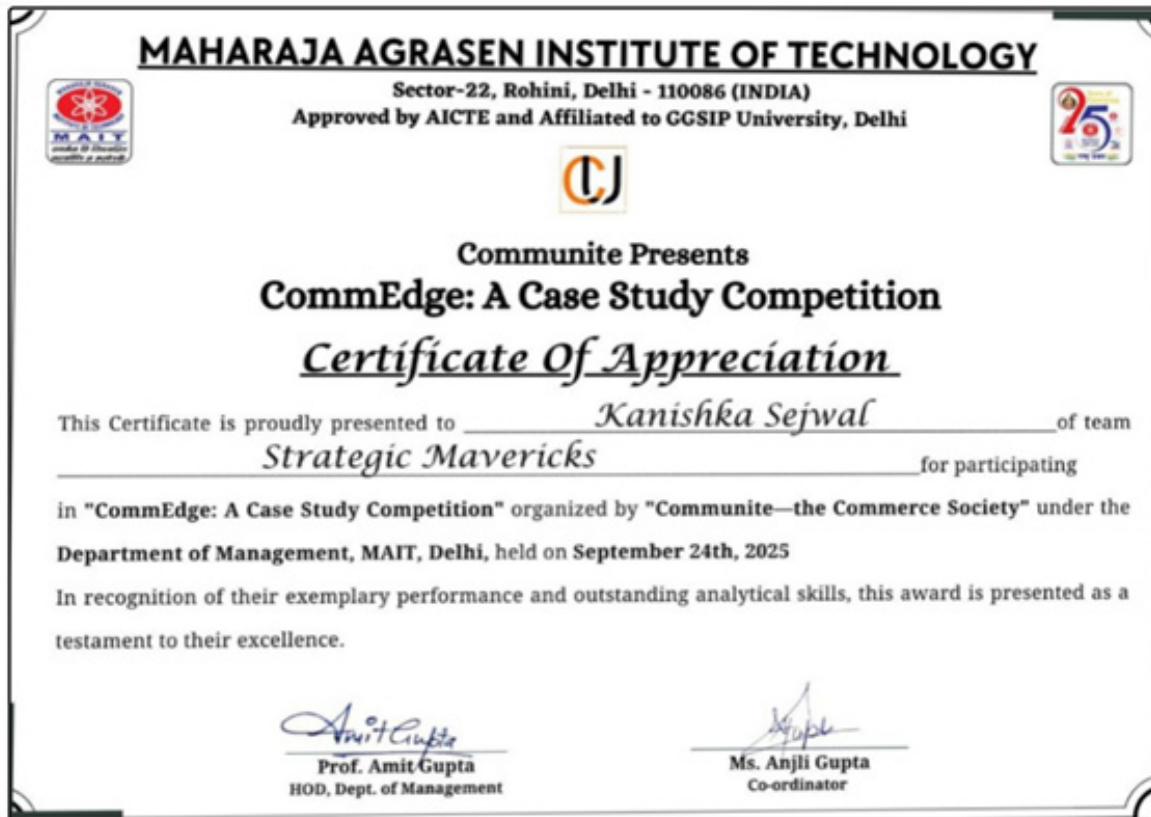 MAHARAJA AGRASEN INSTITUTE OF TECHNOLOGY
Sector-22, Rohini, Delhi - 110086 (INDIA)
Approved by AICTE and Affiliated to GGSIP University, Delhi
MAIT
25
Communite Presents
CommEdge: A Case Study Competition
Certificate Of Appreciation
This Certificate is proudly presented to Kanishka Sejwal of team
Strategic Mavericks for participating
in "CommEdge: A Case Study Competition" organized by "Communite—the Commerce Society" under the
Department of Management, MAIT, Delhi, held on September 24th, 2025
In recognition of their exemplary performance and outstanding analytical skills, this award is presented as a
testament to their excellence.
Amit Gupta
Prof. Amit Gupta
HOD, Dept. of Management
Ms. Anjli Gupta
Co-ordinator